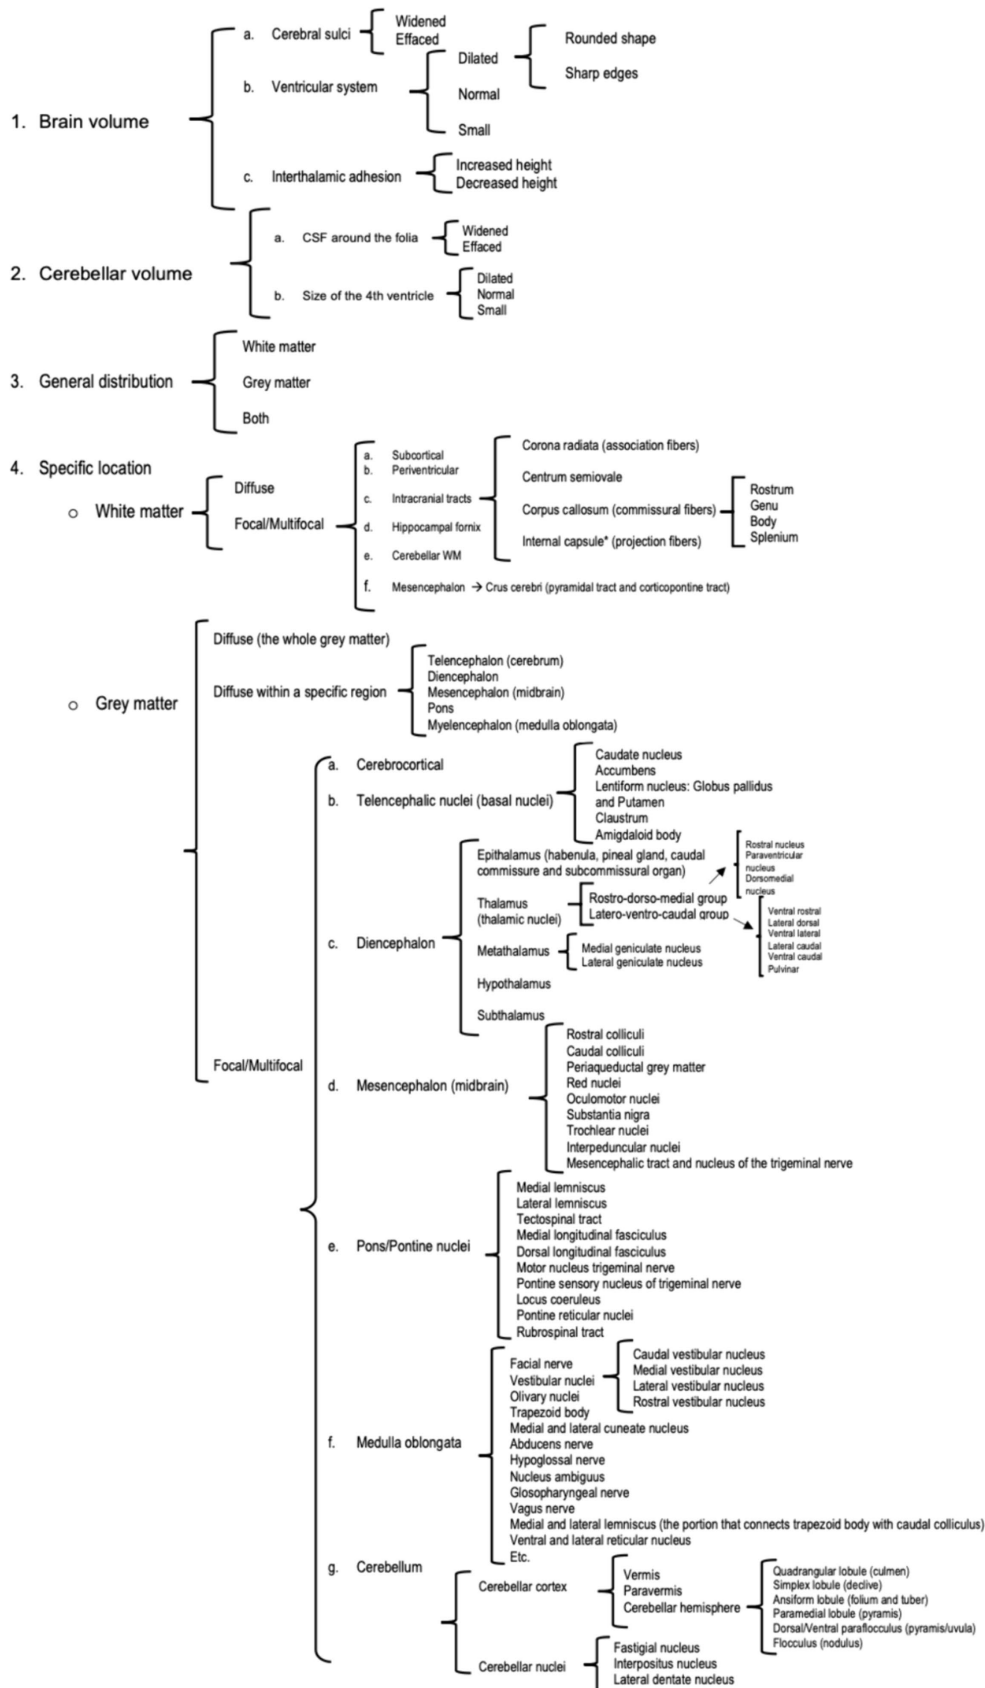 1. Brain volume
a. Cerebral sulci
Widened
Effaced
b. Ventricular system
Dilated
Rounded shape
Sharp edges
Normal
Small
c. Interthalamic adhesion
Increased height
Decreased height
2. Cerebellar volume
a. CSF around the folia
Widened
Effaced
b. Size of the 4th ventricle
Dilated
Normal
Small
3. General distribution
White matter
Grey matter
Both
4. Specific location
○ White matter
Diffuse
Focal/Multifocal
a. Subcortical
b. Periventricular
c. Intracranial tracts
Corona radiata (association fibers)
Centrum semiovale
Corpus callosum (commissural fibers)
Rostrum
Genu
Body
Splenium
Internal capsule* (projection fibers)
d. Hippocampal fornix
e. Cerebellar WM
f. Mesencephalon → Crus cerebri (pyramidal tract and corticopontine tract)
○ Grey matter
Diffuse (the whole grey matter)
Diffuse within a specific region
Telencephalon (cerebrum)
Diencephalon
Mesencephalon (midbrain)
Pons
Myelencephalon (medulla oblongata)
Focal/Multifocal
a. Cerebrocortical
b. Telencephalic nuclei (basal nuclei)
Caudate nucleus
Accumbens
Lentiform nucleus: Globus pallidus
and Putamen
Claustrum
Amigdaloid body
c. Diencephalon
Epithalamus (habenula, pineal gland, caudal
commissure and subcommissural organ)
Thalamus
(thalamic nuclei)
Rostro-dorso-medial group
Latero-ventro-caudal group
Rostral nucleus
Paraventricular
nucleus
Dorsomedial
nucleus
Ventral rostral
Lateral dorsal
Ventral lateral
Lateral caudal
Ventral caudal
Pulvinar
Metathalamus
Medial geniculate nucleus
Lateral geniculate nucleus
Hypothalamus
Subthalamus
d. Mesencephalon (midbrain)
Rostral colliculi
Caudal colliculi
Periaqueductal grey matter
Red nuclei
Oculomotor nuclei
Substantia nigra
Trochlear nuclei
Interpeduncular nuclei
Mesencephalic tract and nucleus of the trigeminal nerve
e. Pons/Pontine nuclei
Medial lemniscus
Lateral lemniscus
Tectospinal tract
Medial longitudinal fasciculus
Dorsal longitudinal fasciculus
Motor nucleus trigeminal nerve
Pontine sensory nucleus of trigeminal nerve
Locus coeruleus
Pontine reticular nuclei
Rubrospinal tract
f. Medulla oblongata
Facial nerve
Vestibular nuclei
Caudal vestibular nucleus
Medial vestibular nucleus
Lateral vestibular nucleus
Rostral vestibular nucleus
Olivary nuclei
Trapezoid body
Medial and lateral cuneate nucleus
Abducens nerve
Hypoglossal nerve
Nucleus ambiguus
Glosopharyngeal nerve
Vagus nerve
Medial and lateral lemniscus (the portion that connects trapezoid body with caudal colliculus)
Ventral and lateral reticular nucleus
Etc.
g. Cerebellum
Cerebellar cortex
Vermis
Paravermis
Cerebellar hemisphere
Quadrangular lobule (culmen)
Simplex lobule (declive)
Ansiform lobule (folium and tuber)
Paramedial lobule (pyramis)
Dorsal/Ventral paraflocculus (pyramis/uvula)
Flocculus (nodulus)
Cerebellar nuclei
Fastigial nucleus
Interpositus nucleus
Lateral dentate nucleus